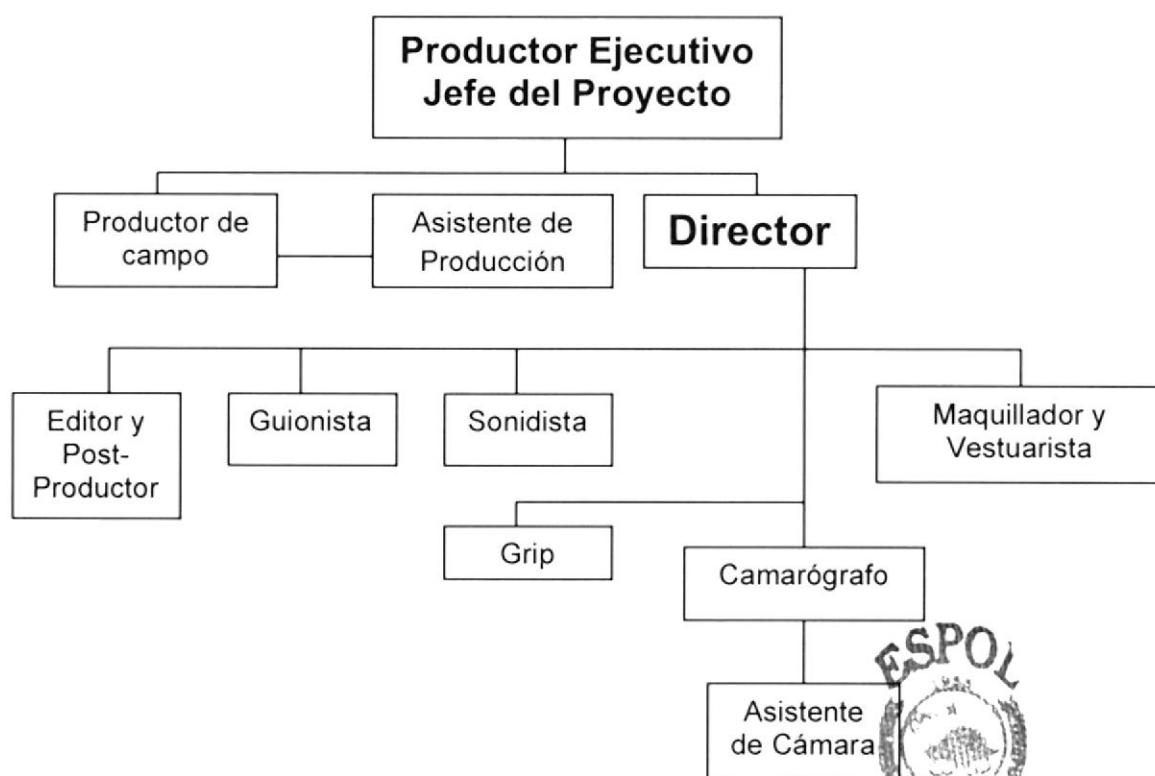 Productor Ejecutivo
Jefe del Proyecto
Productor de
campo
Asistente de
Producción
Director
Editor y
Post-
Productor
Guionista
Sonidista
Maquillador y
Vestuarista
Grip
Camarógrafo
Asistente
de Cámara
ESPOL